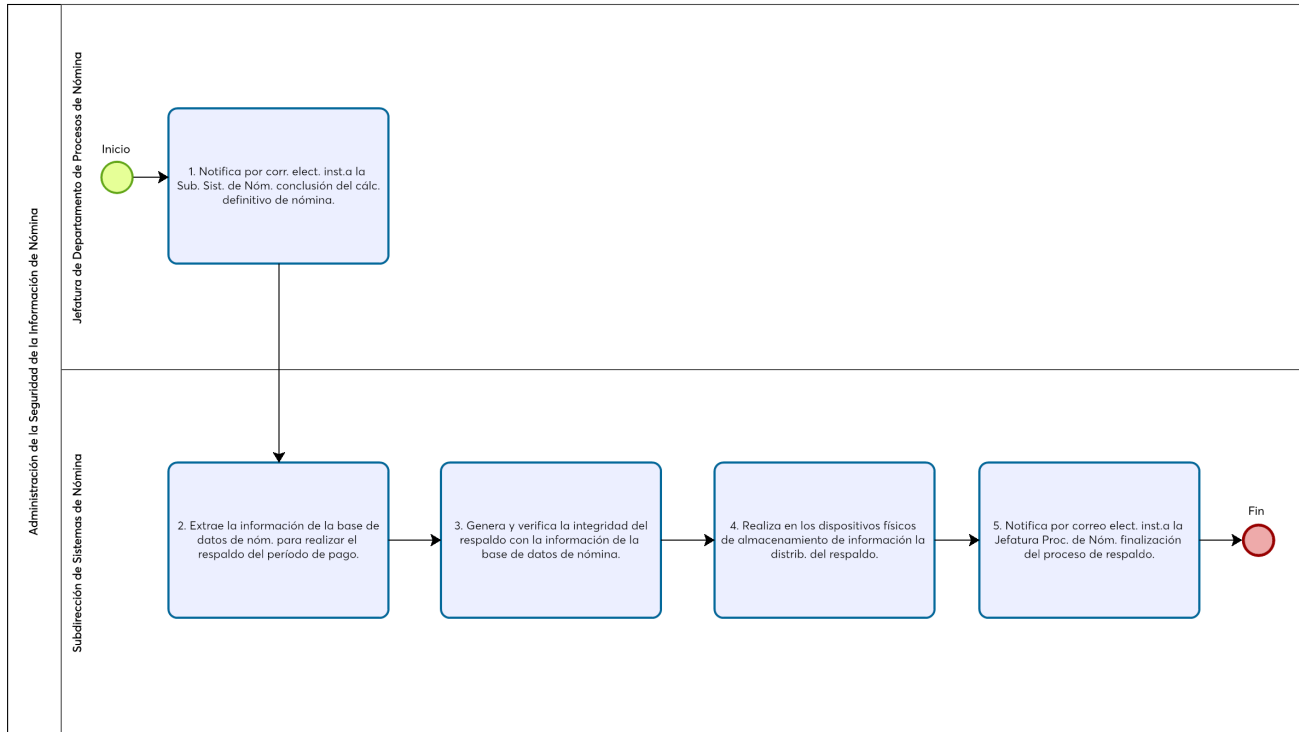 Administración de la Seguridad de la Información de Nómina
Jefatura de Departamento de Procesos de Nómina
Inicio
1. Notifica por corr. elect. inst.a la
Sub. Sist. de Nóm. conclusión del cálc.
definitivo de nómina.
Subdirección de Sistemas de Nómina
2. Extrae la información de la base de
datos de nóm. para realizar el
respaldo del período de pago.
3. Genera y verifica la integridad del
respaldo con la información de la
base de datos de nómina.
4. Realiza en los dispositivos físicos
de almacenamiento de información la
distrib. del respaldo.
5. Notifica por correo elect. inst.a la
Jefatura Proc. de Nóm. finalización
del proceso de respaldo.
Fin